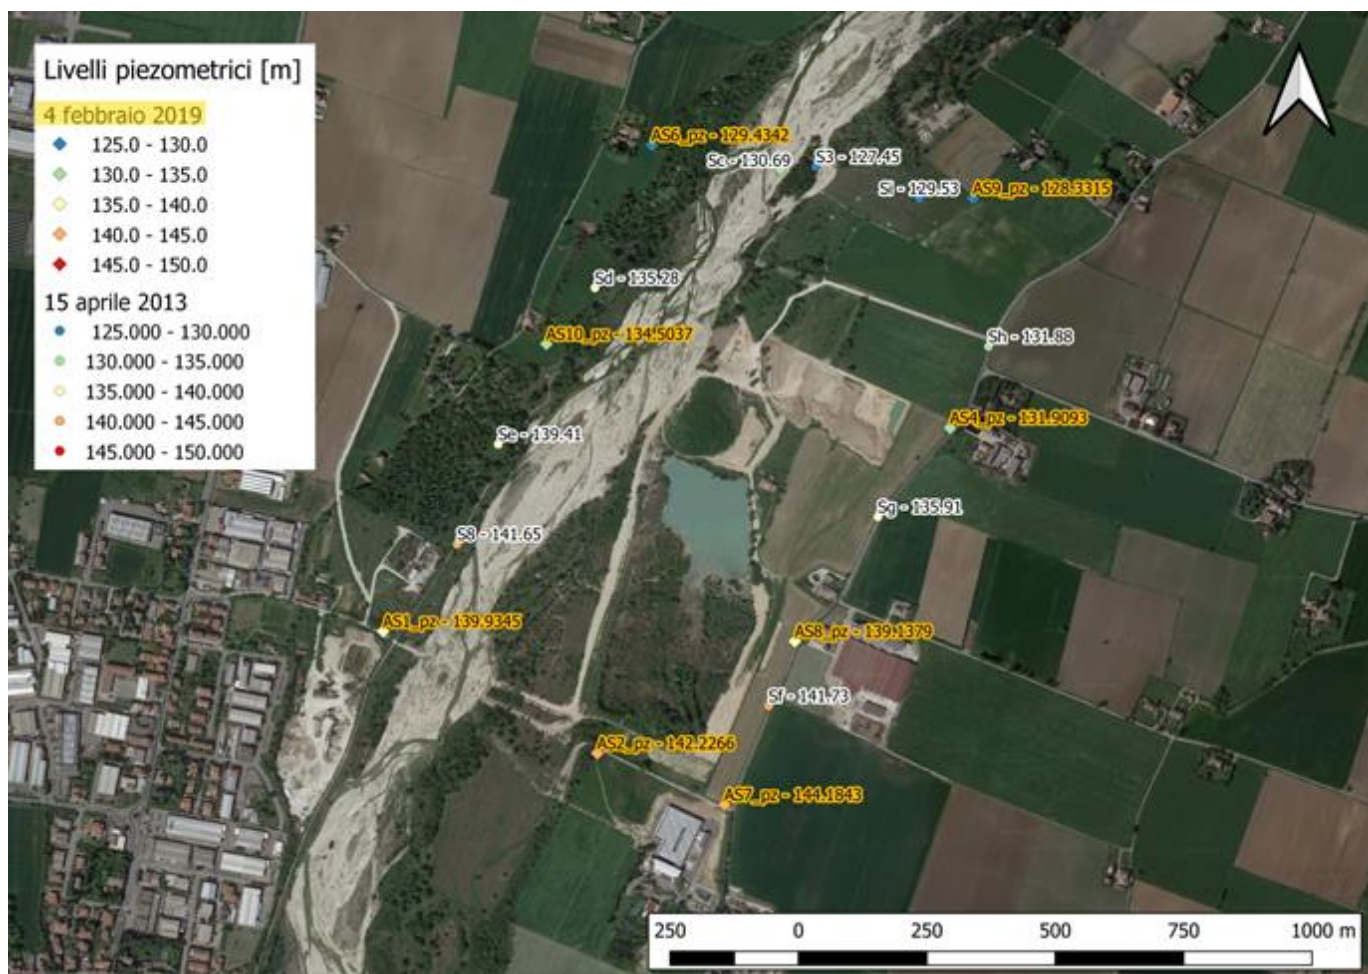 Livelli piezometrici [m]
4 febbraio 2019
125.0 - 130.0
130.0 - 135.0
135.0 - 140.0
140.0 - 145.0
145.0 - 150.0
15 aprile 2013
125.000 - 130.000
130.000 - 135.000
135.000 - 140.000
140.000 - 145.000
145.000 - 150.000
AS6_pz - 129.4342
Sc - 130.69
S3 - 127.45
Si - 129.53
AS9_pz - 128.3315
Sd - 135.28
AS10_pz - 134.5037
Sh - 131.88
AS4_pz - 131.9093
Se - 139.41
Sg - 135.91
S8 - 141.65
AS1_pz - 139.9345
AS8_pz - 139.1379
Sf - 141.73
AS2_pz - 142.2266
AS7_pz - 144.1843
250 0 250 500 750 1000 m